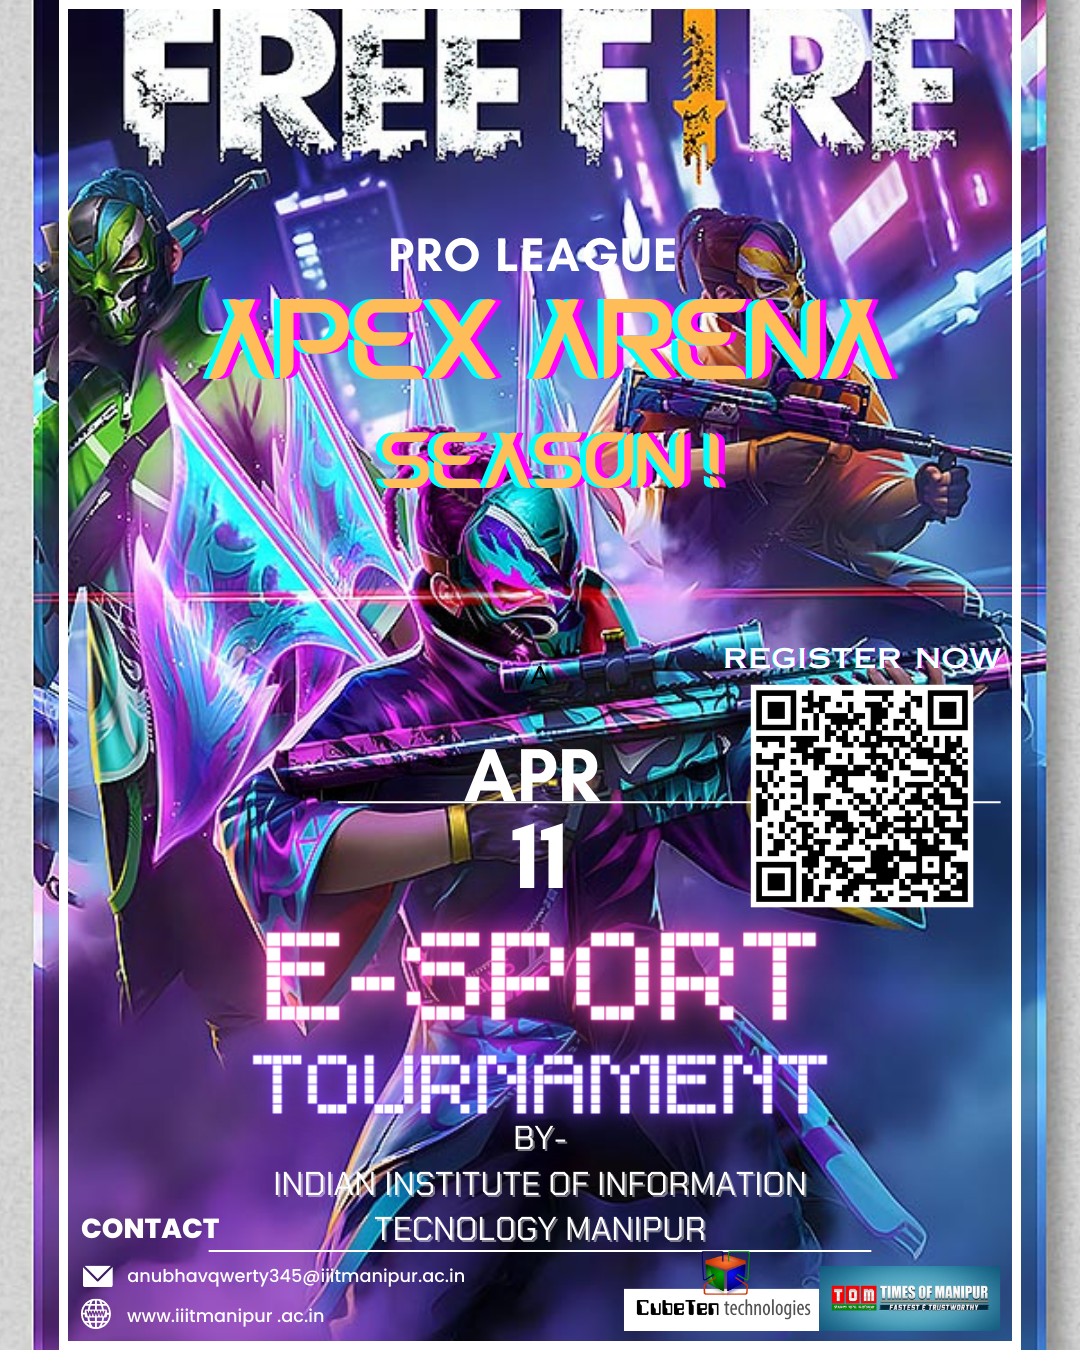 FREE FIRE
PRO LEAGUE
APEX ARENA
SEASON !
REGISTER NOW
A
APR
11
E-SPORT
TOURNAMENT
BY-
INDIAN INSTITUTE OF INFORMATION
TECNOLOGY MANIPUR
CONTACT
anubhavqwerty345@iiitmanipur.ac.in
www.iiitmanipur .ac.in
CubeTen technologies
TOM TIMES OF MANIPUR
FASTEST & TRUSTWORTHY